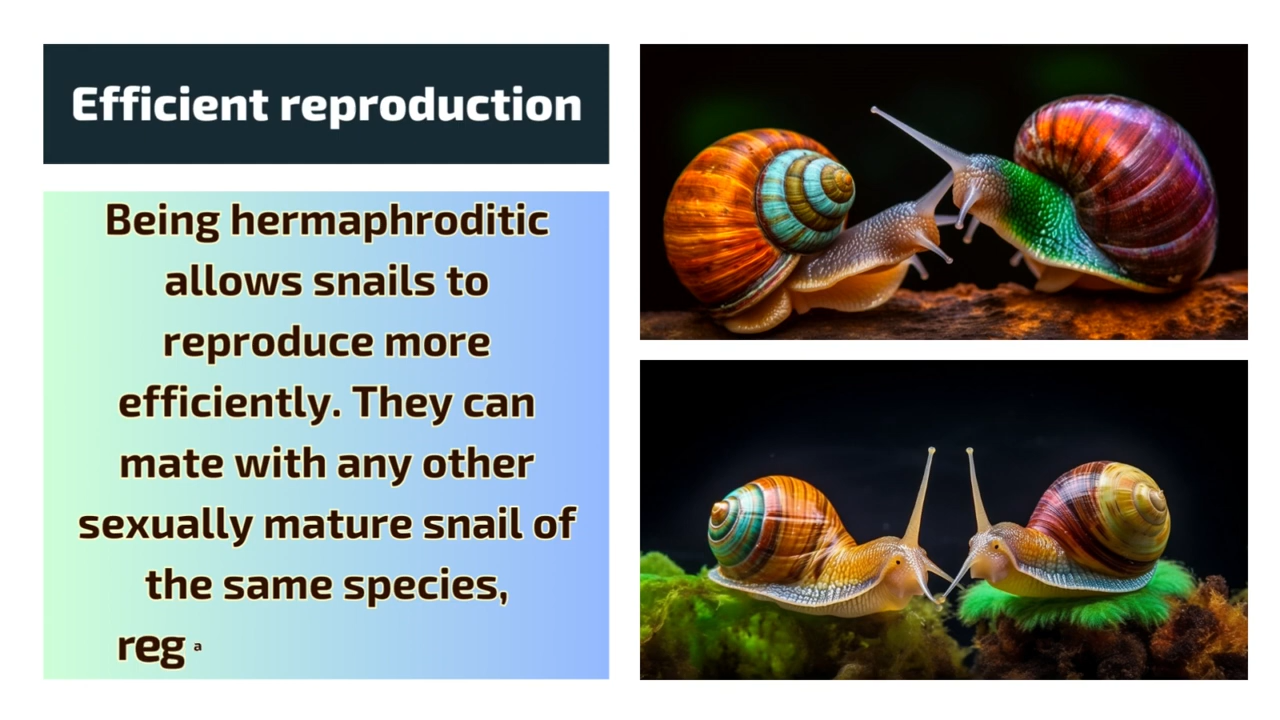 Efficient reproduction
Being hermaphroditic
allows snails to
reproduce more
efficiently. They can
mate with any other
sexually mature snail of
the same species,
reg a